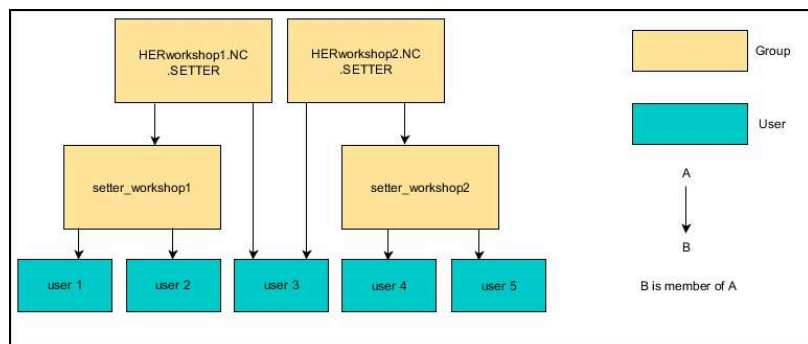 HERworkshop1.NC
.SETTER
HERworkshop2.NC
.SETTER
Group
User
setter_workshop1
setter_workshop2
A
B
user 1
user 2
user 3
user 4
user 5
B is member of A